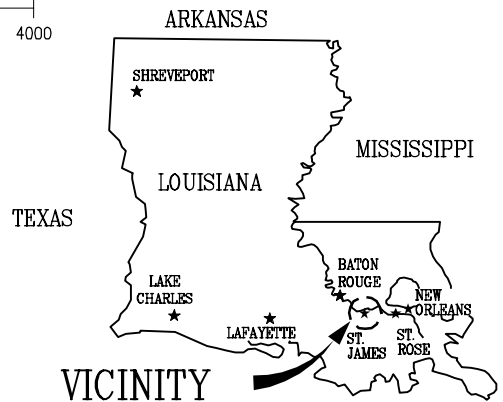 4000
ARKANSAS
SHREVEPORT
MISSISSIPPI
LOUISIANA
TEXAS
BATON
ROUGE
LAKE
CHARLES
NEW
ORLEANS
LAFAYETTE
ST.
JAMES
ST.
ROSE
VICINITY